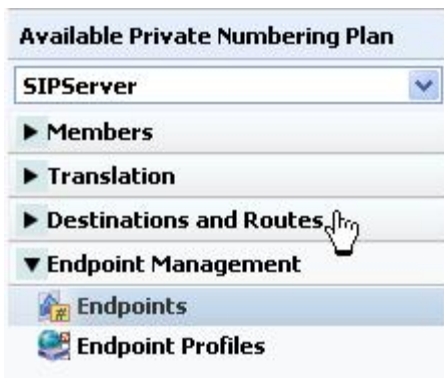 Available Private Numbering Plan
SIPServer
Members
Translation
Destinations and Routes
Endpoint Management
Endpoints
Endpoint Profiles